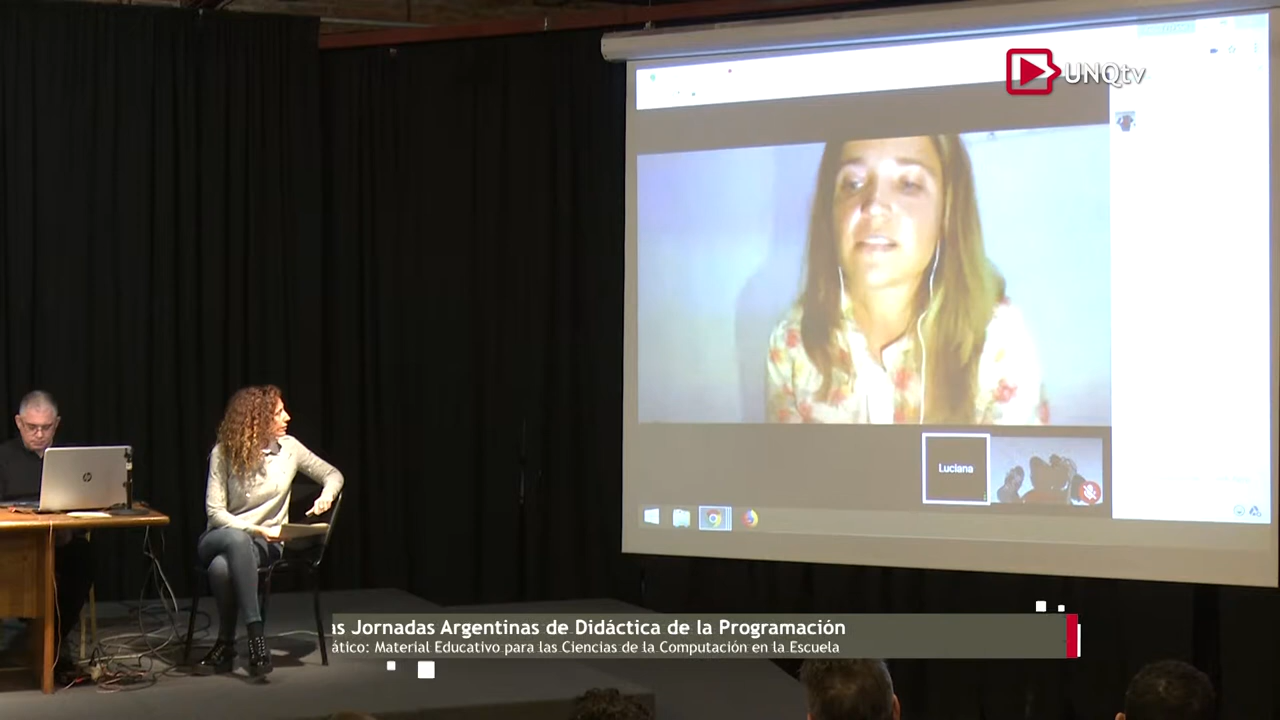 UNQtv
Luciana
hp
as Jornadas Argentinas de Didáctica de la Programación
ático: Material Educativo para las Ciencias de la Computación en la Escuela